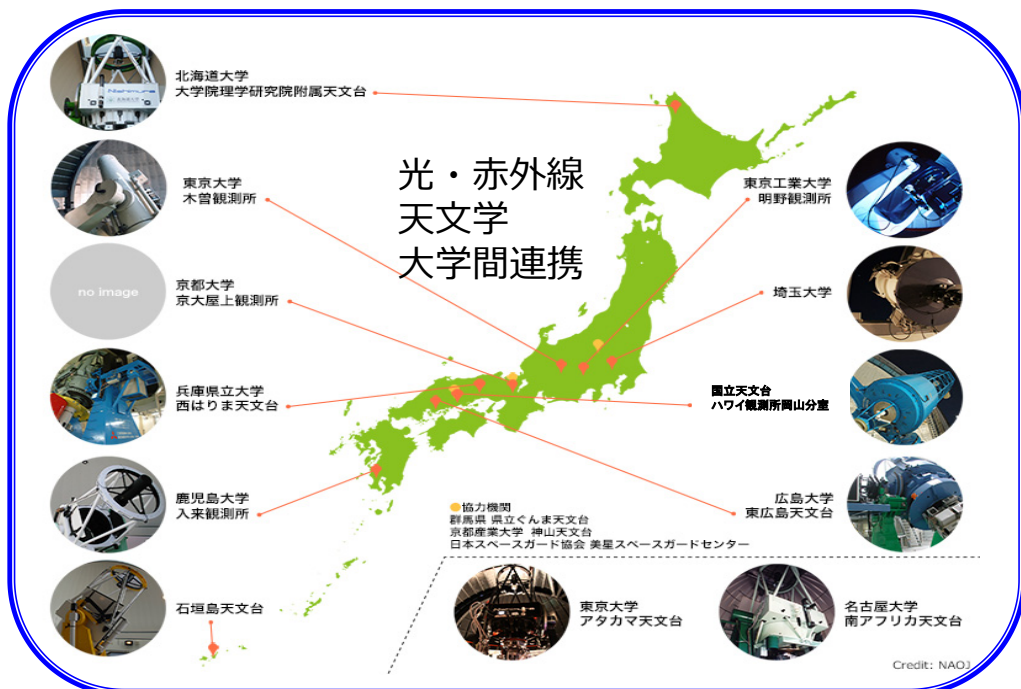 北海道大学
大学院理学研究院附属天文台
東京大学
木曽観測所
no image
京都大学
京大屋上観測所
兵庫県立大学
西はりま天文台
鹿児島大学
入来観測所
石垣島天文台
光・赤外線
天文学
大学間連携
東京工業大学
明野観測所
埼玉大学
国立天文台
ハワイ観測所岡山分室
広島大学
東広島天文台
協力機関
群馬県 県立ぐんま天文台
京都産業大学 神山天文台
日本スペースガード協会 美星スペースガードセンター
東京大学
アタカマ天文台
名古屋大学
南アフリカ天文台
Credit: NAOJ